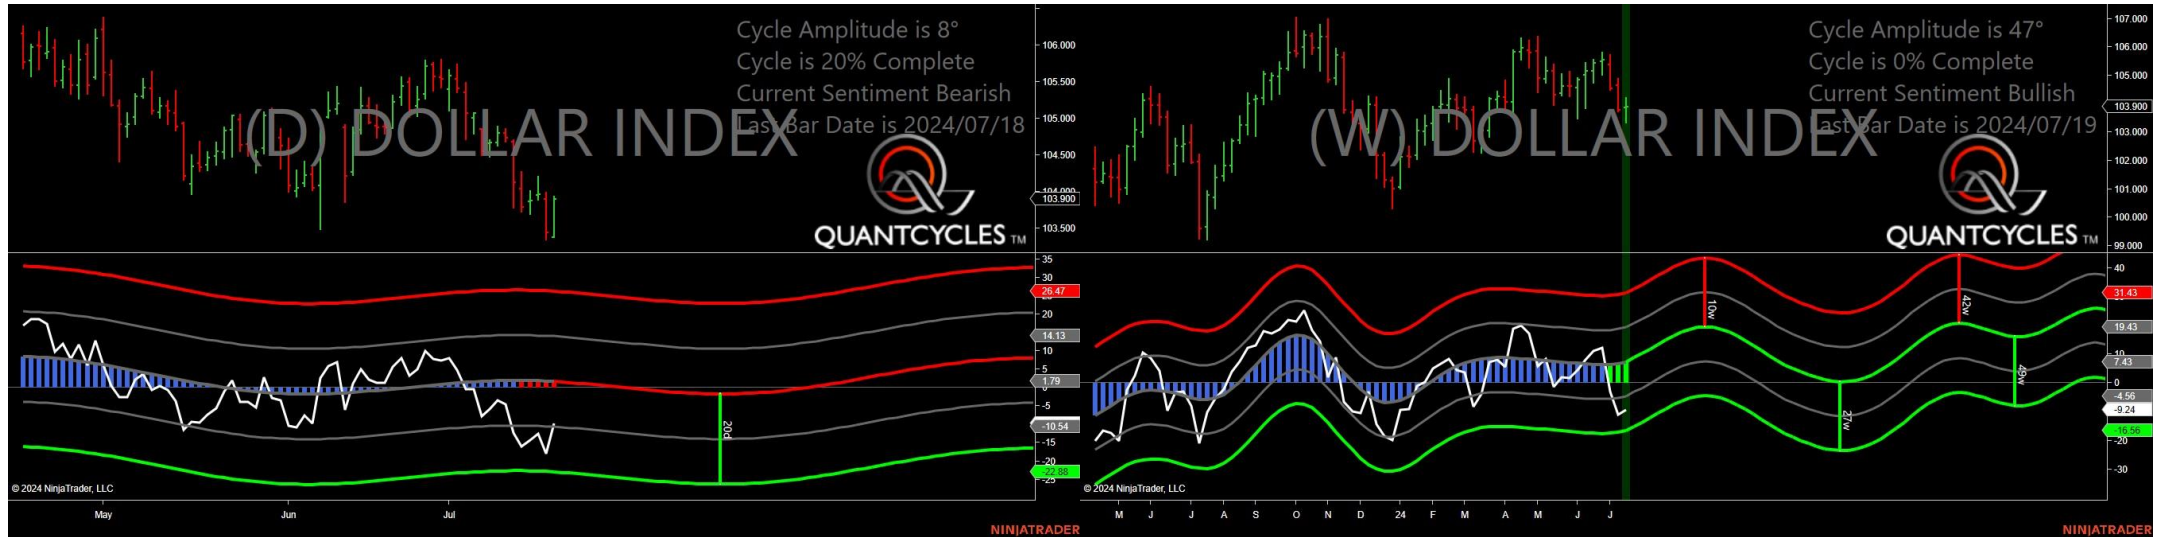 Cycle Amplitude is 8°
Cycle is 20% Complete
Current Sentiment Bearish
Last Bar Date is 2024/07/18
(D) DOLLAR INDEX
QUANTCYCLES TM
106.000
105.500
105.000
104.500
104.000
103.900
103.500
35
30
26.47
20
14.13
10
5
1.79
0
-5
-10.54
-15
-20
-22.88
-25
20d
© 2024 NinjaTrader, LLC
May Jun Jul
NINJATRADER
Cycle Amplitude is 47°
Cycle is 0% Complete
Current Sentiment Bullish
Last Bar Date is 2024/07/19
(W) DOLLAR INDEX
QUANTCYCLES TM
107.000
106.000
105.000
103.900
103.000
102.000
101.000
100.000
99.000
40
31.43
19.43
10
7.43
0
-4.56
-9.24
-16.56
-20
-30
10w
27w
42w
49w
© 2024 NinjaTrader, LLC
M J J A S O N D 24 F M A M J J
NINJATRADER